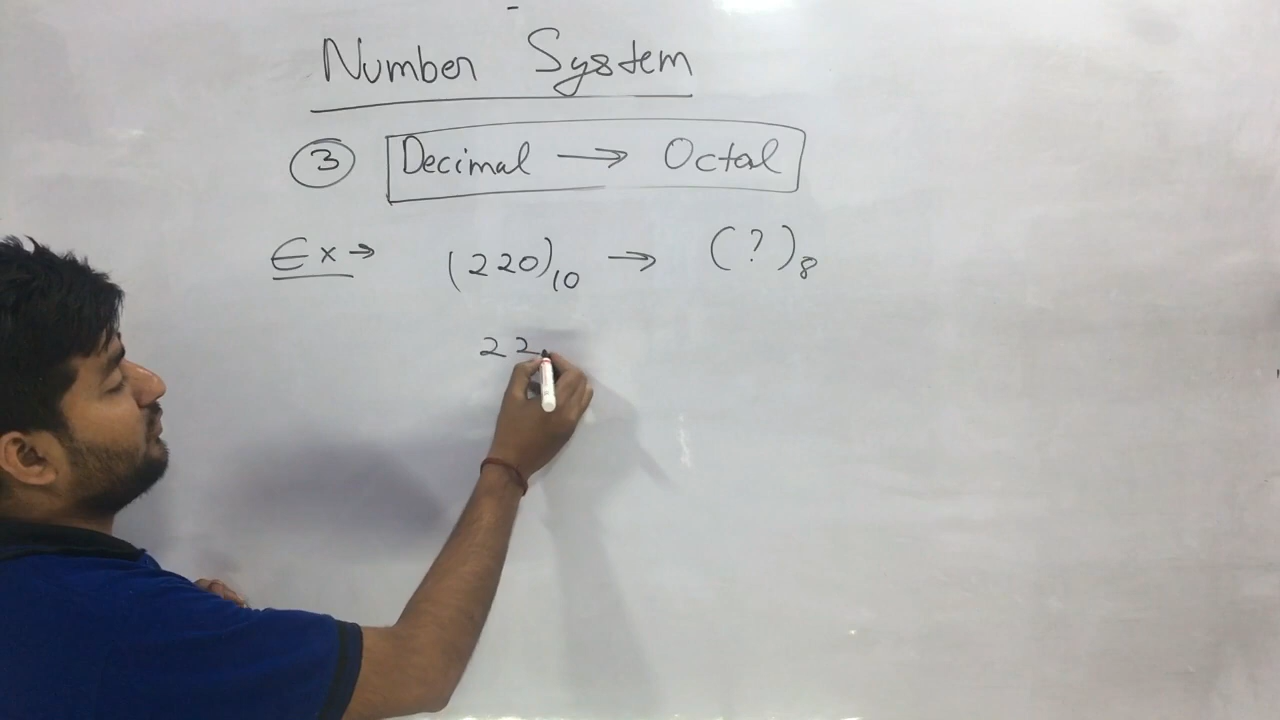 Number System
③ Decimal → Octal
Ex → (220)₁₀ → (?)₈
22